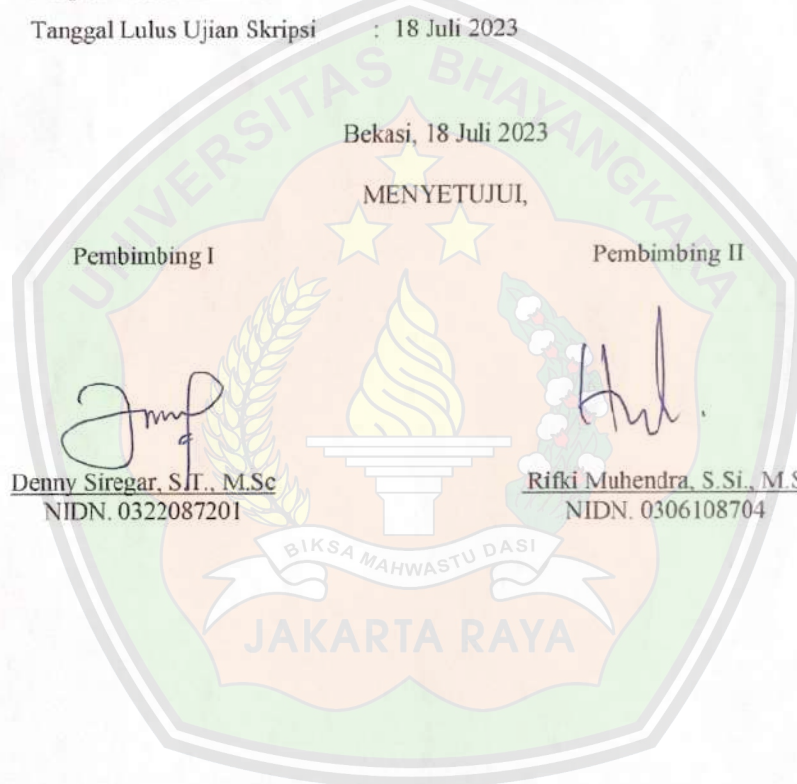 Tanggal Lulus Ujian Skripsi : 18 Juli 2023
UNIVERSITAS BHAYANGKARA
Bekasi, 18 Juli 2023
MENYETUJUI,
Pembimbing I Pembimbing II
Denny Siregar, S.T., M.Sc Rifki Muhendra, S.Si., M.S
NIDN. 0322087201 NIDN. 0306108704
BIKSA MAHWASTU DASI
JAKARTA RAYA